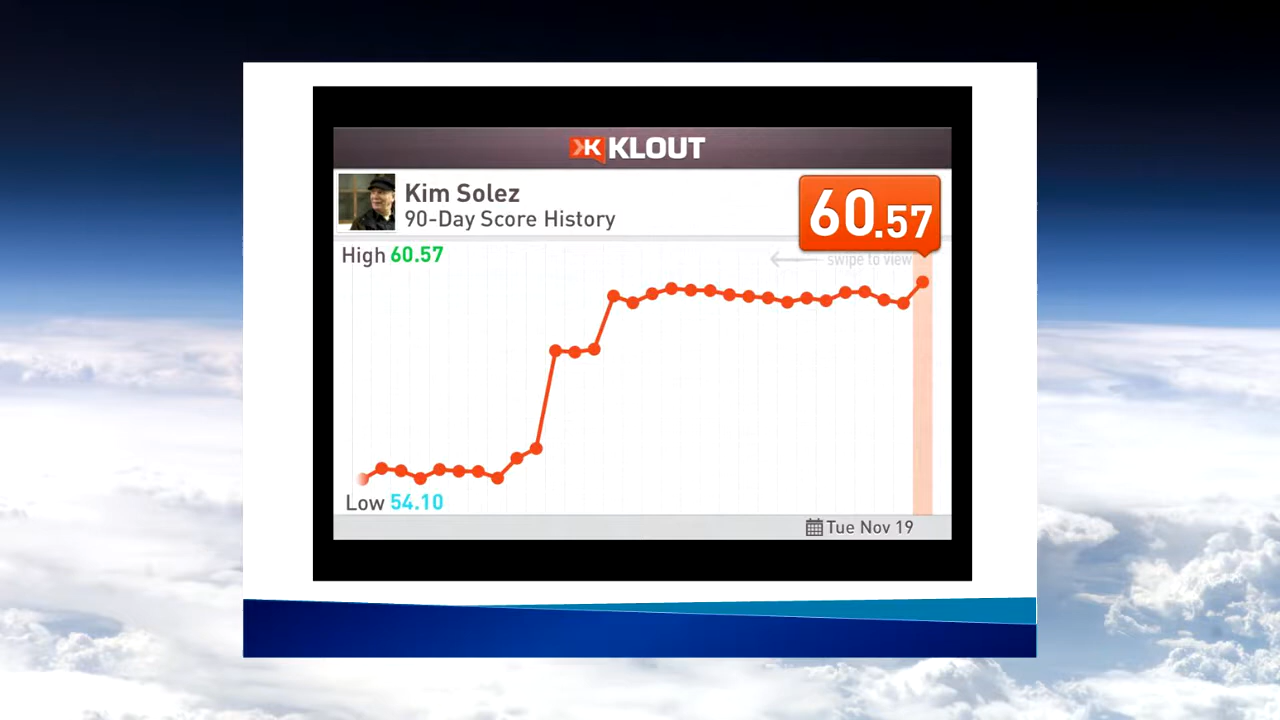 KLOUT
Kim Solez
90-Day Score History
60.57
High 60.57
swipe to view
Low 54.10
Tue Nov 19